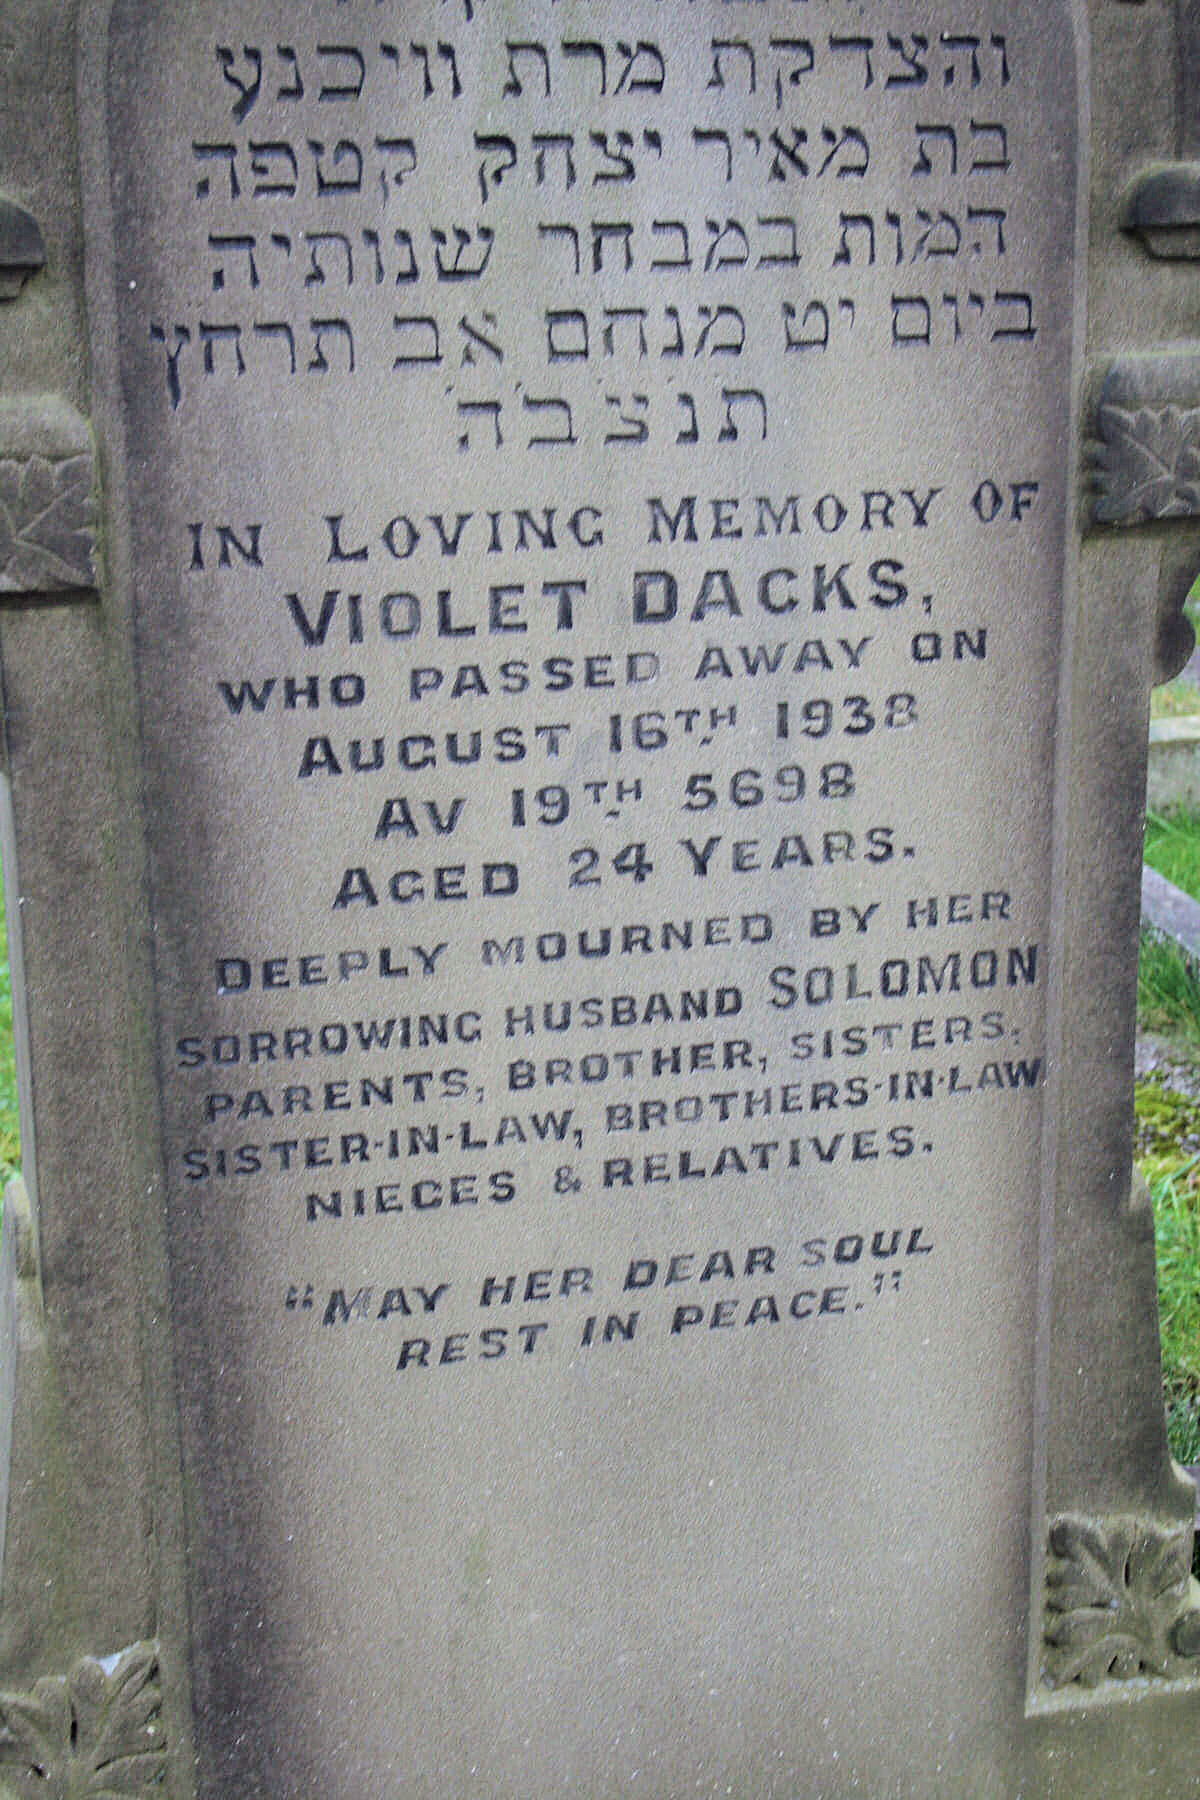 והצדקת מרת וויכנע
בת מאיר יצחק קטפה
המות במבחר שנותיה
ביום יט מנחם אב תרחץ
ת נ צ ב ה
IN LOVING MEMORY OF
VIOLET DACKS,
WHO PASSED AWAY ON
AUGUST 16TH 1938
AV 19TH 5698
AGED 24 YEARS.
DEEPLY MOURNED BY HER
SORROWING HUSBAND SOLOMON
PARENTS, BROTHER, SISTERS.
SISTER-IN-LAW, BROTHERS-IN-LAW
NIECES & RELATIVES.
"MAY HER DEAR SOUL
REST IN PEACE."